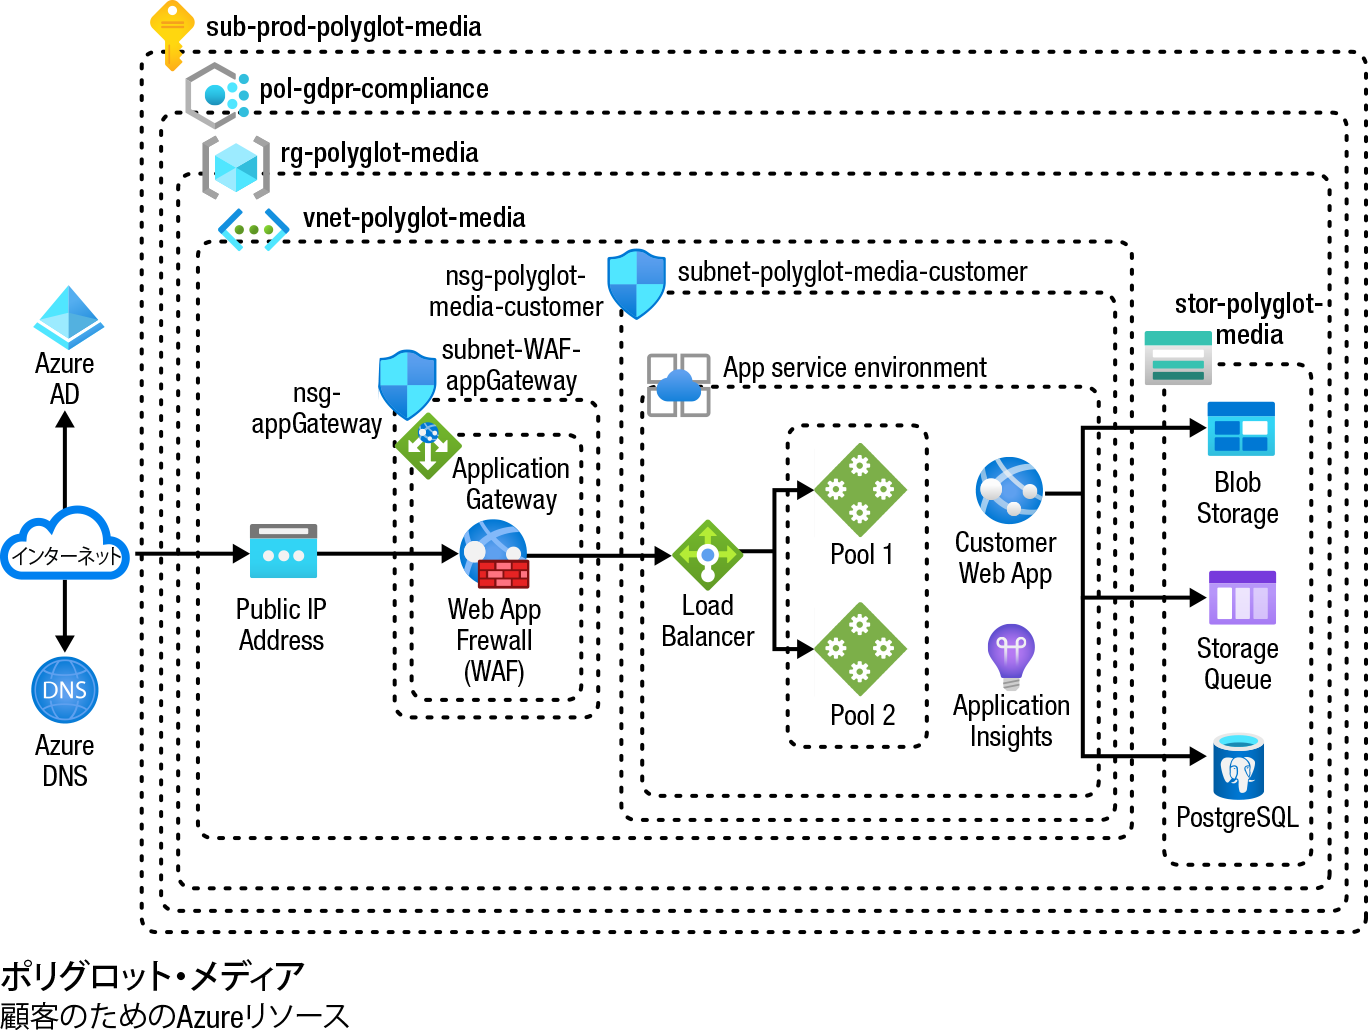 sub-prod-polyglot-media
pol-gdpr-compliance
rg-polyglot-media
vnet-polyglot-media
nsg-polyglot-
media-customer
subnet-polyglot-media-customer
stor-polyglot-
media
Azure
AD
nsg-
appGateway
subnet-WAF-
appGateway
App service environment
Application
Gateway
インターネット
Public IP
Address
Web App
Frewall
(WAF)
Load
Balancer
Pool 1
Pool 2
Customer
Web App
Application
Insights
Blob
Storage
Storage
Queue
PostgreSQL
DNS
Azure
DNS
ポリグロット・メディア
顧客のためのAzureリソース